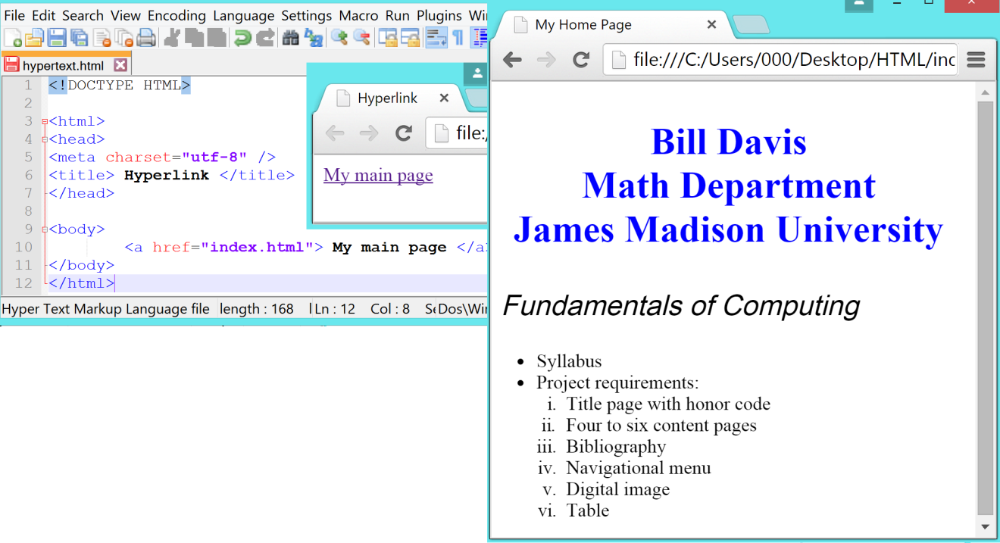 File Edit Search View Encoding Language Settings Macro Run Plugins
hypertext.html
1 <!DOCTYPE HTML>
2
3 <html>
4 <head>
5 <meta charset="utf-8" />
6 <title> Hyperlink </title>
7 </head>
8
9 <body>
10 <a href="index.html"> My main page </a>
11 </body>
12 </html>
Hyper Text Markup Language file length : 168 Ln : 12 Col : 8 Dos\Wi
Hyperlink
file:/
My main page
My Home Page
file:///C:/Users/000/Desktop/HTML/inc
Bill Davis
Math Department
James Madison University
Fundamentals of Computing
• Syllabus
• Project requirements:
i. Title page with honor code
ii. Four to six content pages
iii. Bibliography
iv. Navigational menu
v. Digital image
vi. Table